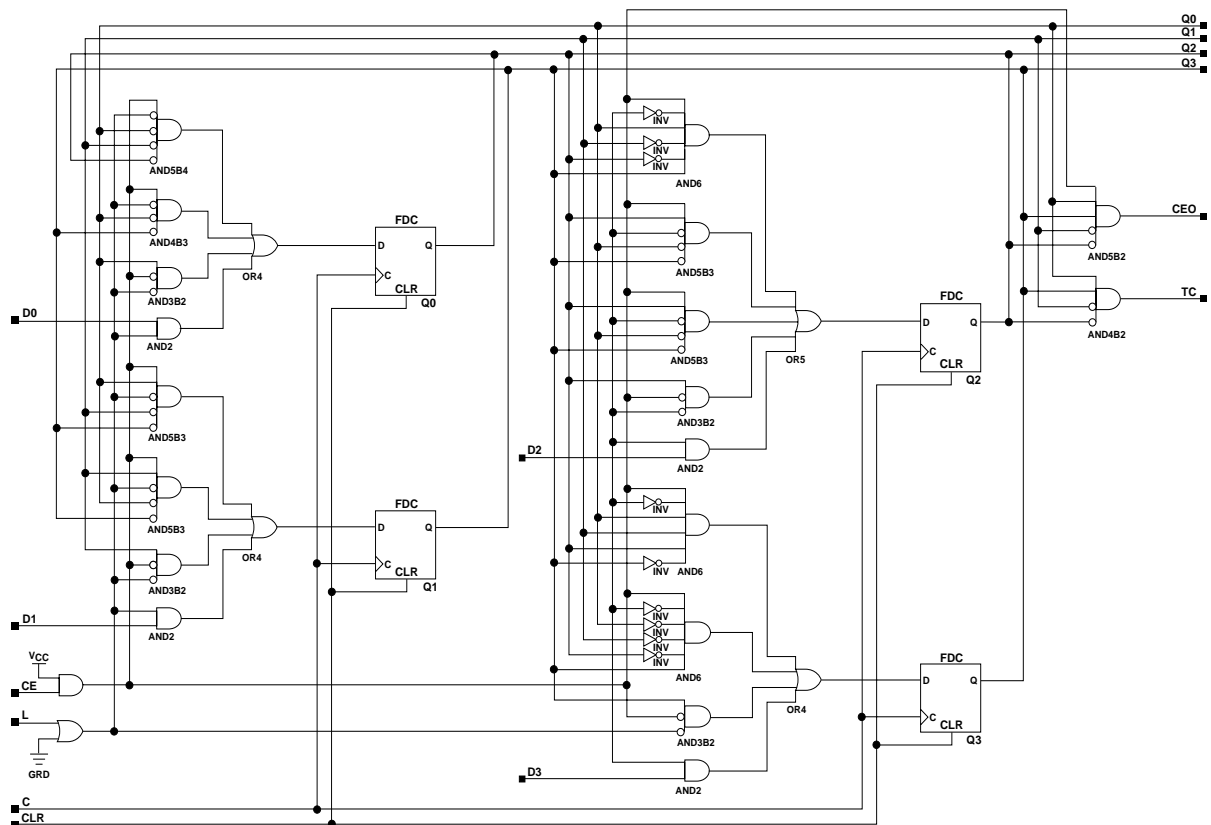 Q0
Q1
Q2
Q3
AND5B4
AND4B3
AND3B2
D0
AND2
OR4
FDC
D
Q
C
CLR
Q0
AND5B3
AND5B3
AND3B2
D1
AND2
OR4
FDC
D
Q
C
CLR
Q1
VCC
CE
L
GRD
C
CLR
INV
INV
INV
AND6
AND5B3
AND5B3
AND3B2
D2
AND2
OR5
FDC
D
Q
C
CLR
Q2
INV
INV
AND6
INV
INV
INV
INV
AND6
AND3B2
D3
AND2
OR4
FDC
D
Q
C
CLR
Q3
CEO
AND5B2
TC
AND4B2